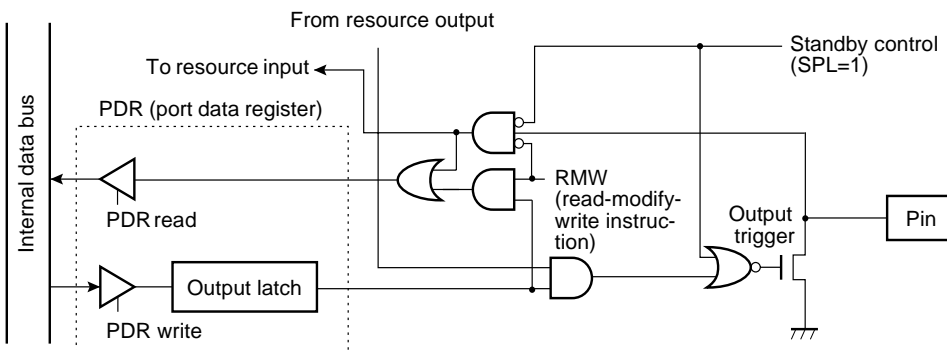 From resource output
Standby control
(SPL=1)
To resource input
PDR (port data register)
Internal data bus
RMW
(read-modify-
write instruc-
tion)
PDR read
Output
trigger
Pin
Output latch
PDR write